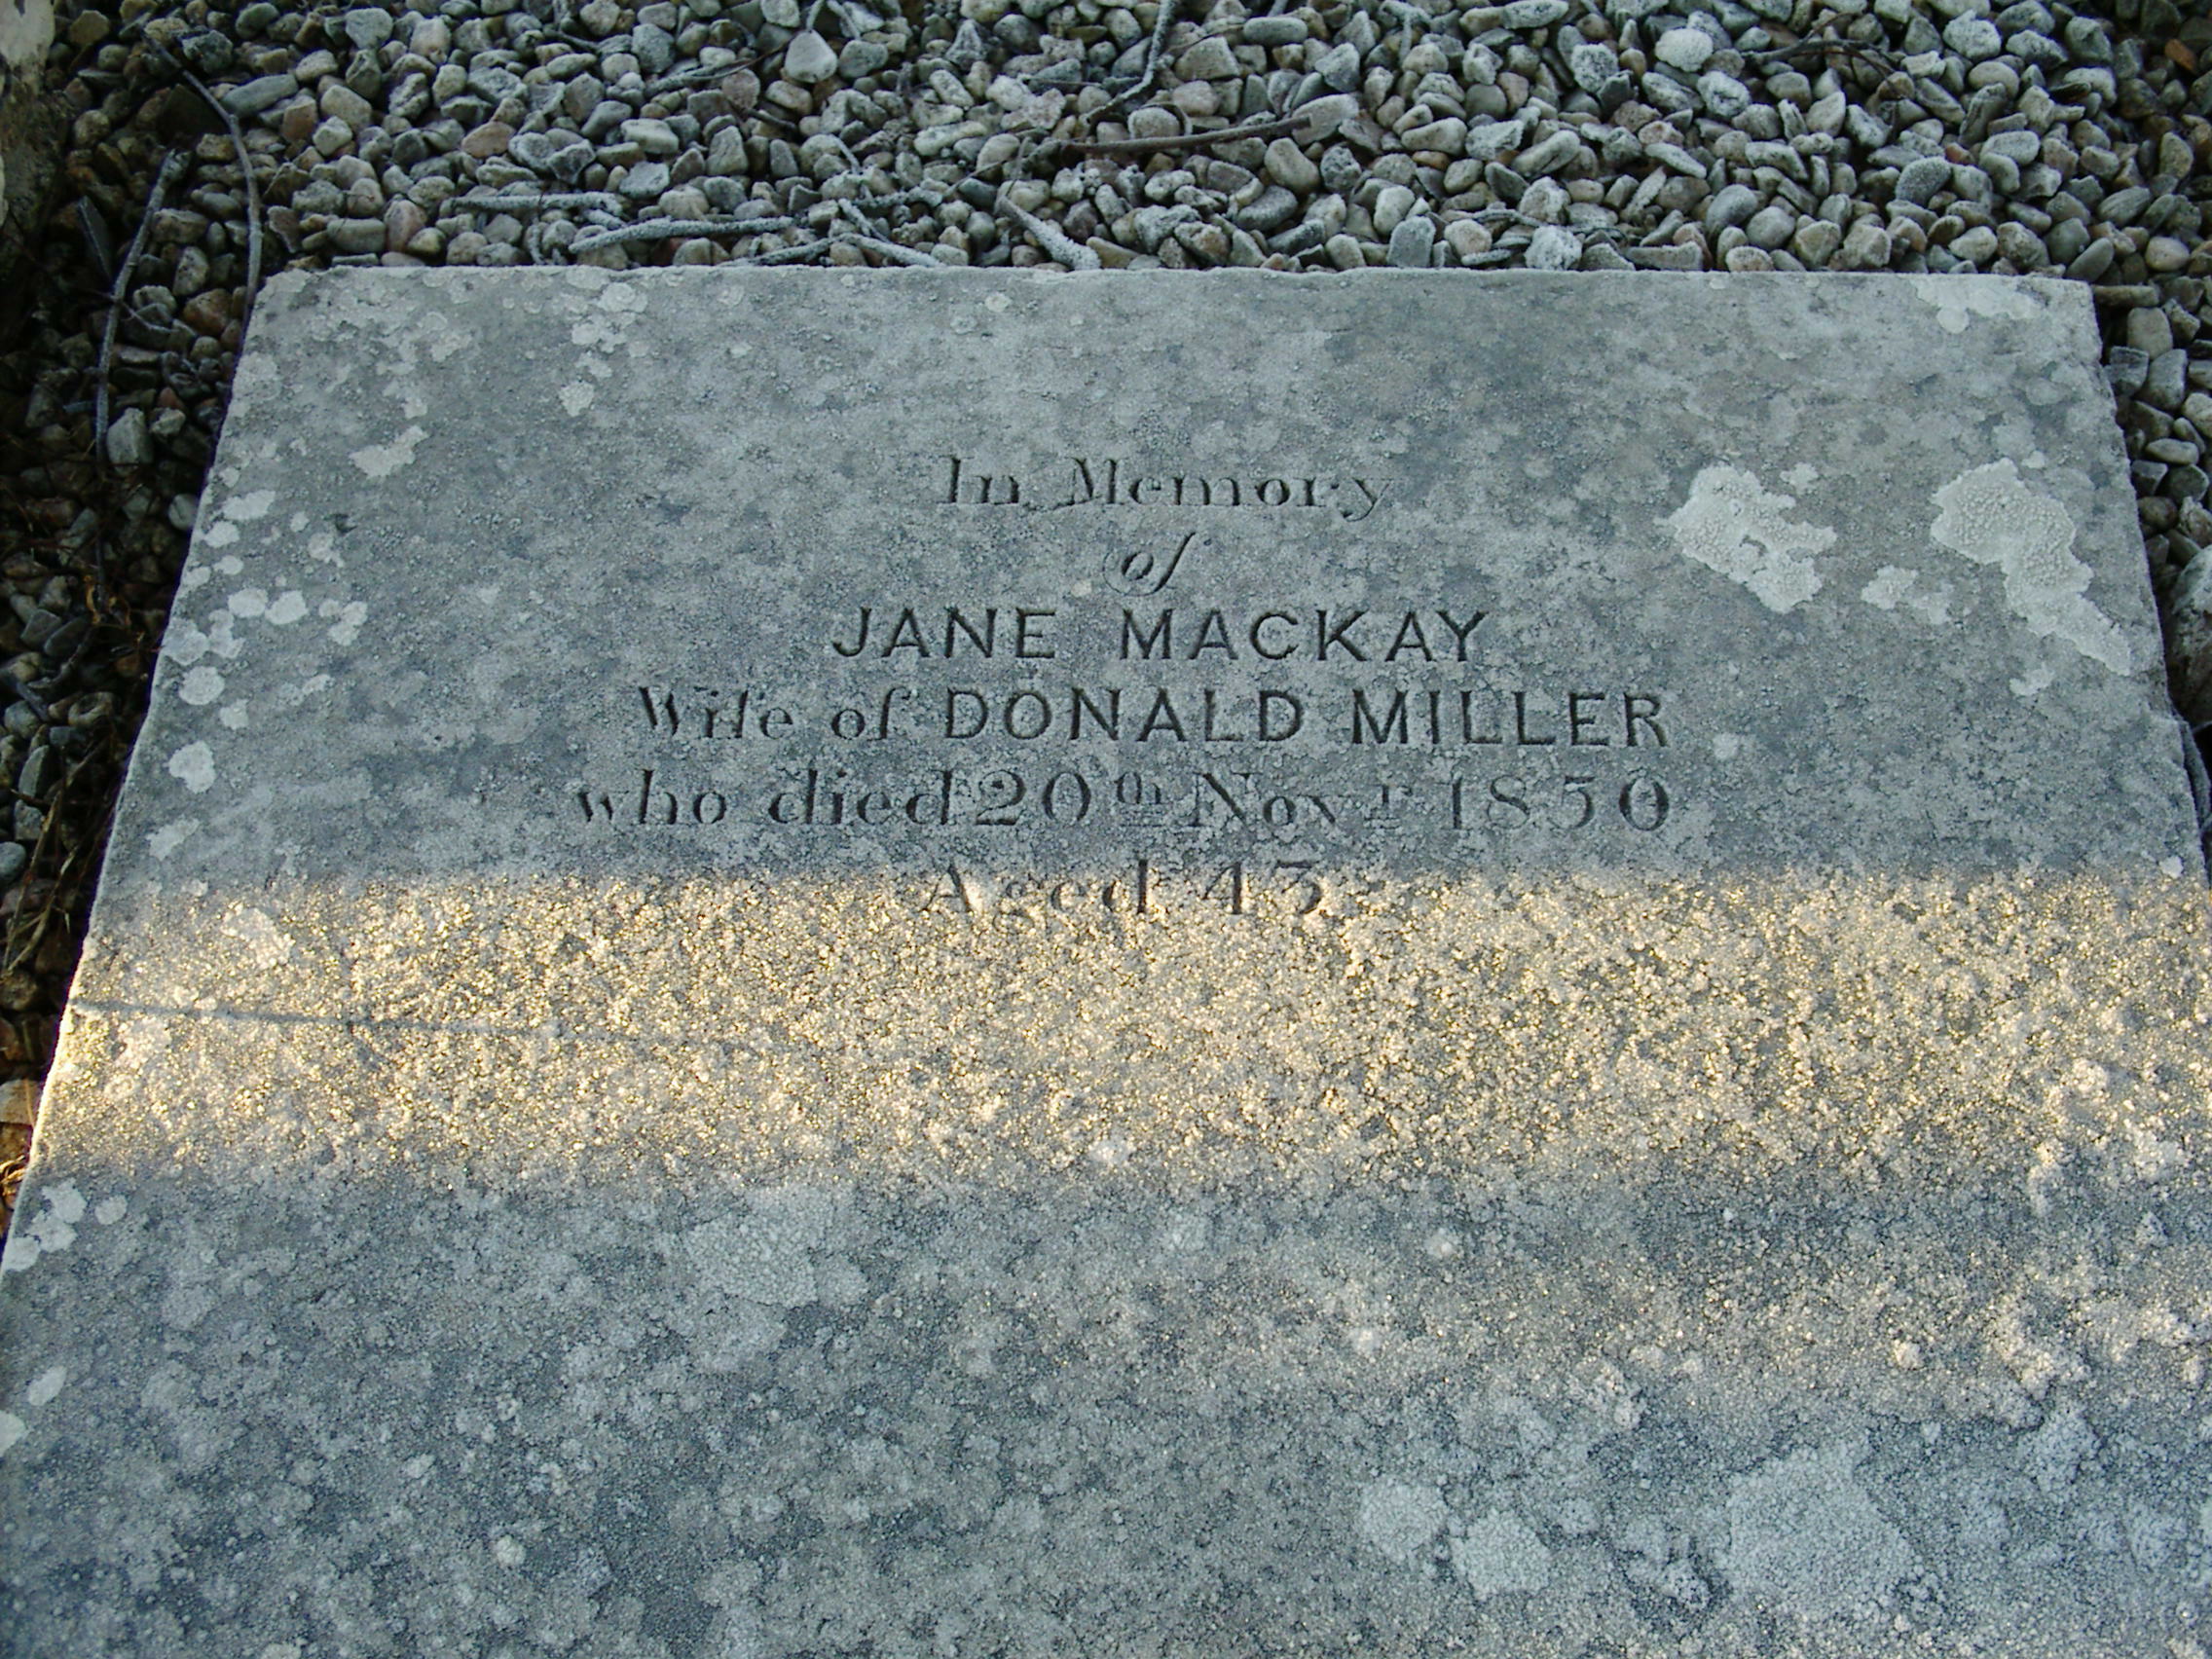 In Memory
of
JANE MACKAY
Wife of DONALD MILLER
who died 20th Novr 1850
Aged 43